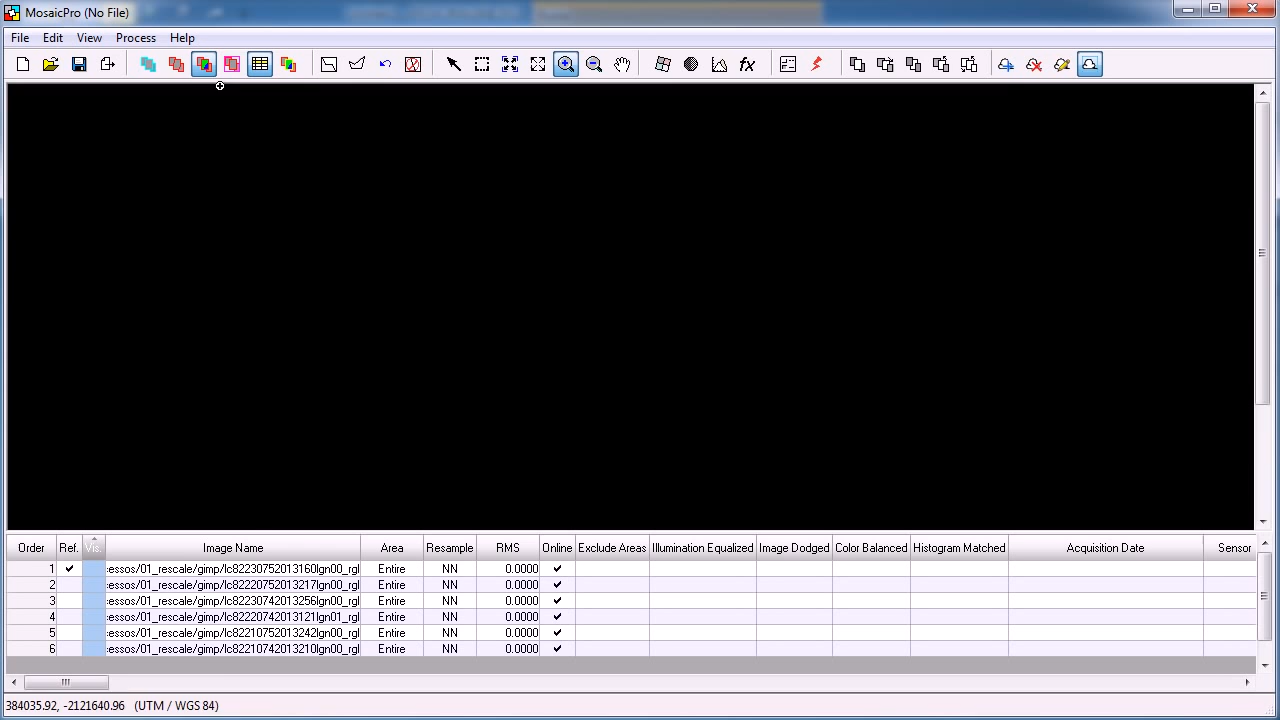 MosaicPro (No File)
File Edit View Process Help
fx
Order Ref. Vis. Image Name Area Resample RMS Online Exclude Areas Illumination Equalized Image Dodged Color Balanced Histogram Matched Acquisition Date Sensor
1 :essos/01_rescale/gimp/lc82230752013160lgn00_rgl Entire NN 0.0000
2 :essos/01_rescale/gimp/lc82220752013217lgn00_rgl Entire NN 0.0000
3 :essos/01_rescale/gimp/lc82230742013256lgn00_rgl Entire NN 0.0000
4 :essos/01_rescale/gimp/lc82220742013121lgn01_rgl Entire NN 0.0000
5 :essos/01_rescale/gimp/lc82210752013242lgn00_rgl Entire NN 0.0000
6 :essos/01_rescale/gimp/lc82210742013210lgn00_rgl Entire NN 0.0000
384035.92, -2121640.96 (UTM / WGS 84)